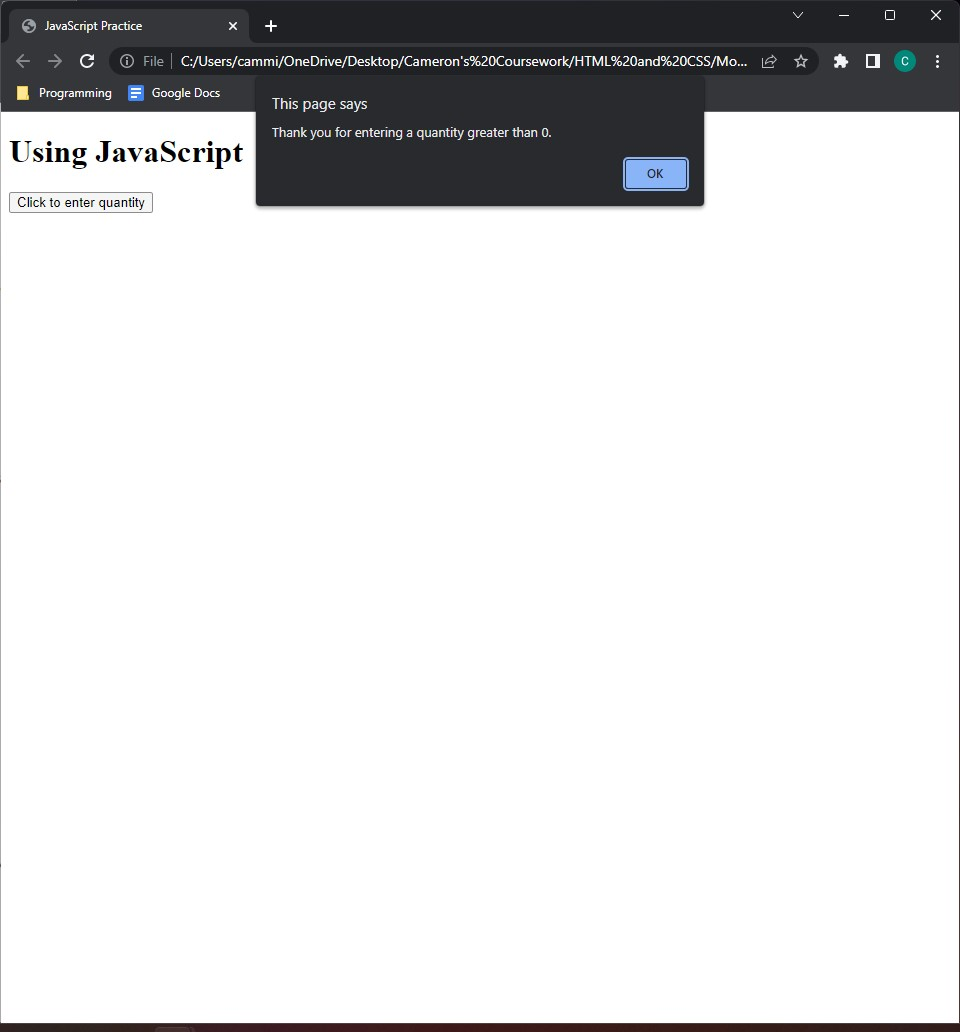 JavaScript Practice
File C:/Users/cammi/OneDrive/Desktop/Cameron's%20Coursework/HTML%20and%20CSS/Mo...
C
Programming Google Docs
This page says
Thank you for entering a quantity greater than 0.
OK
Using JavaScript
Click to enter quantity